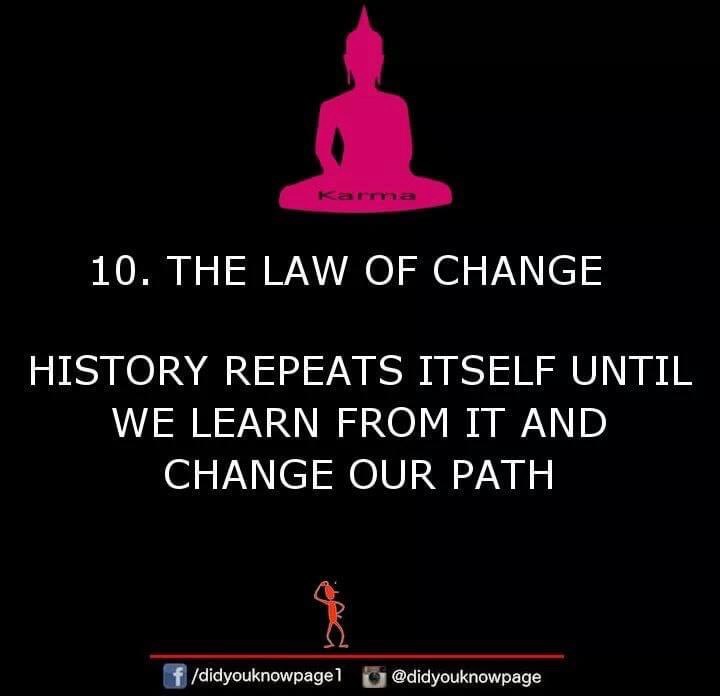 Karma
10. THE LAW OF CHANGE
HISTORY REPEATS ITSELF UNTIL
WE LEARN FROM IT AND
CHANGE OUR PATH
f /didyouknowpage1 @didyouknowpage